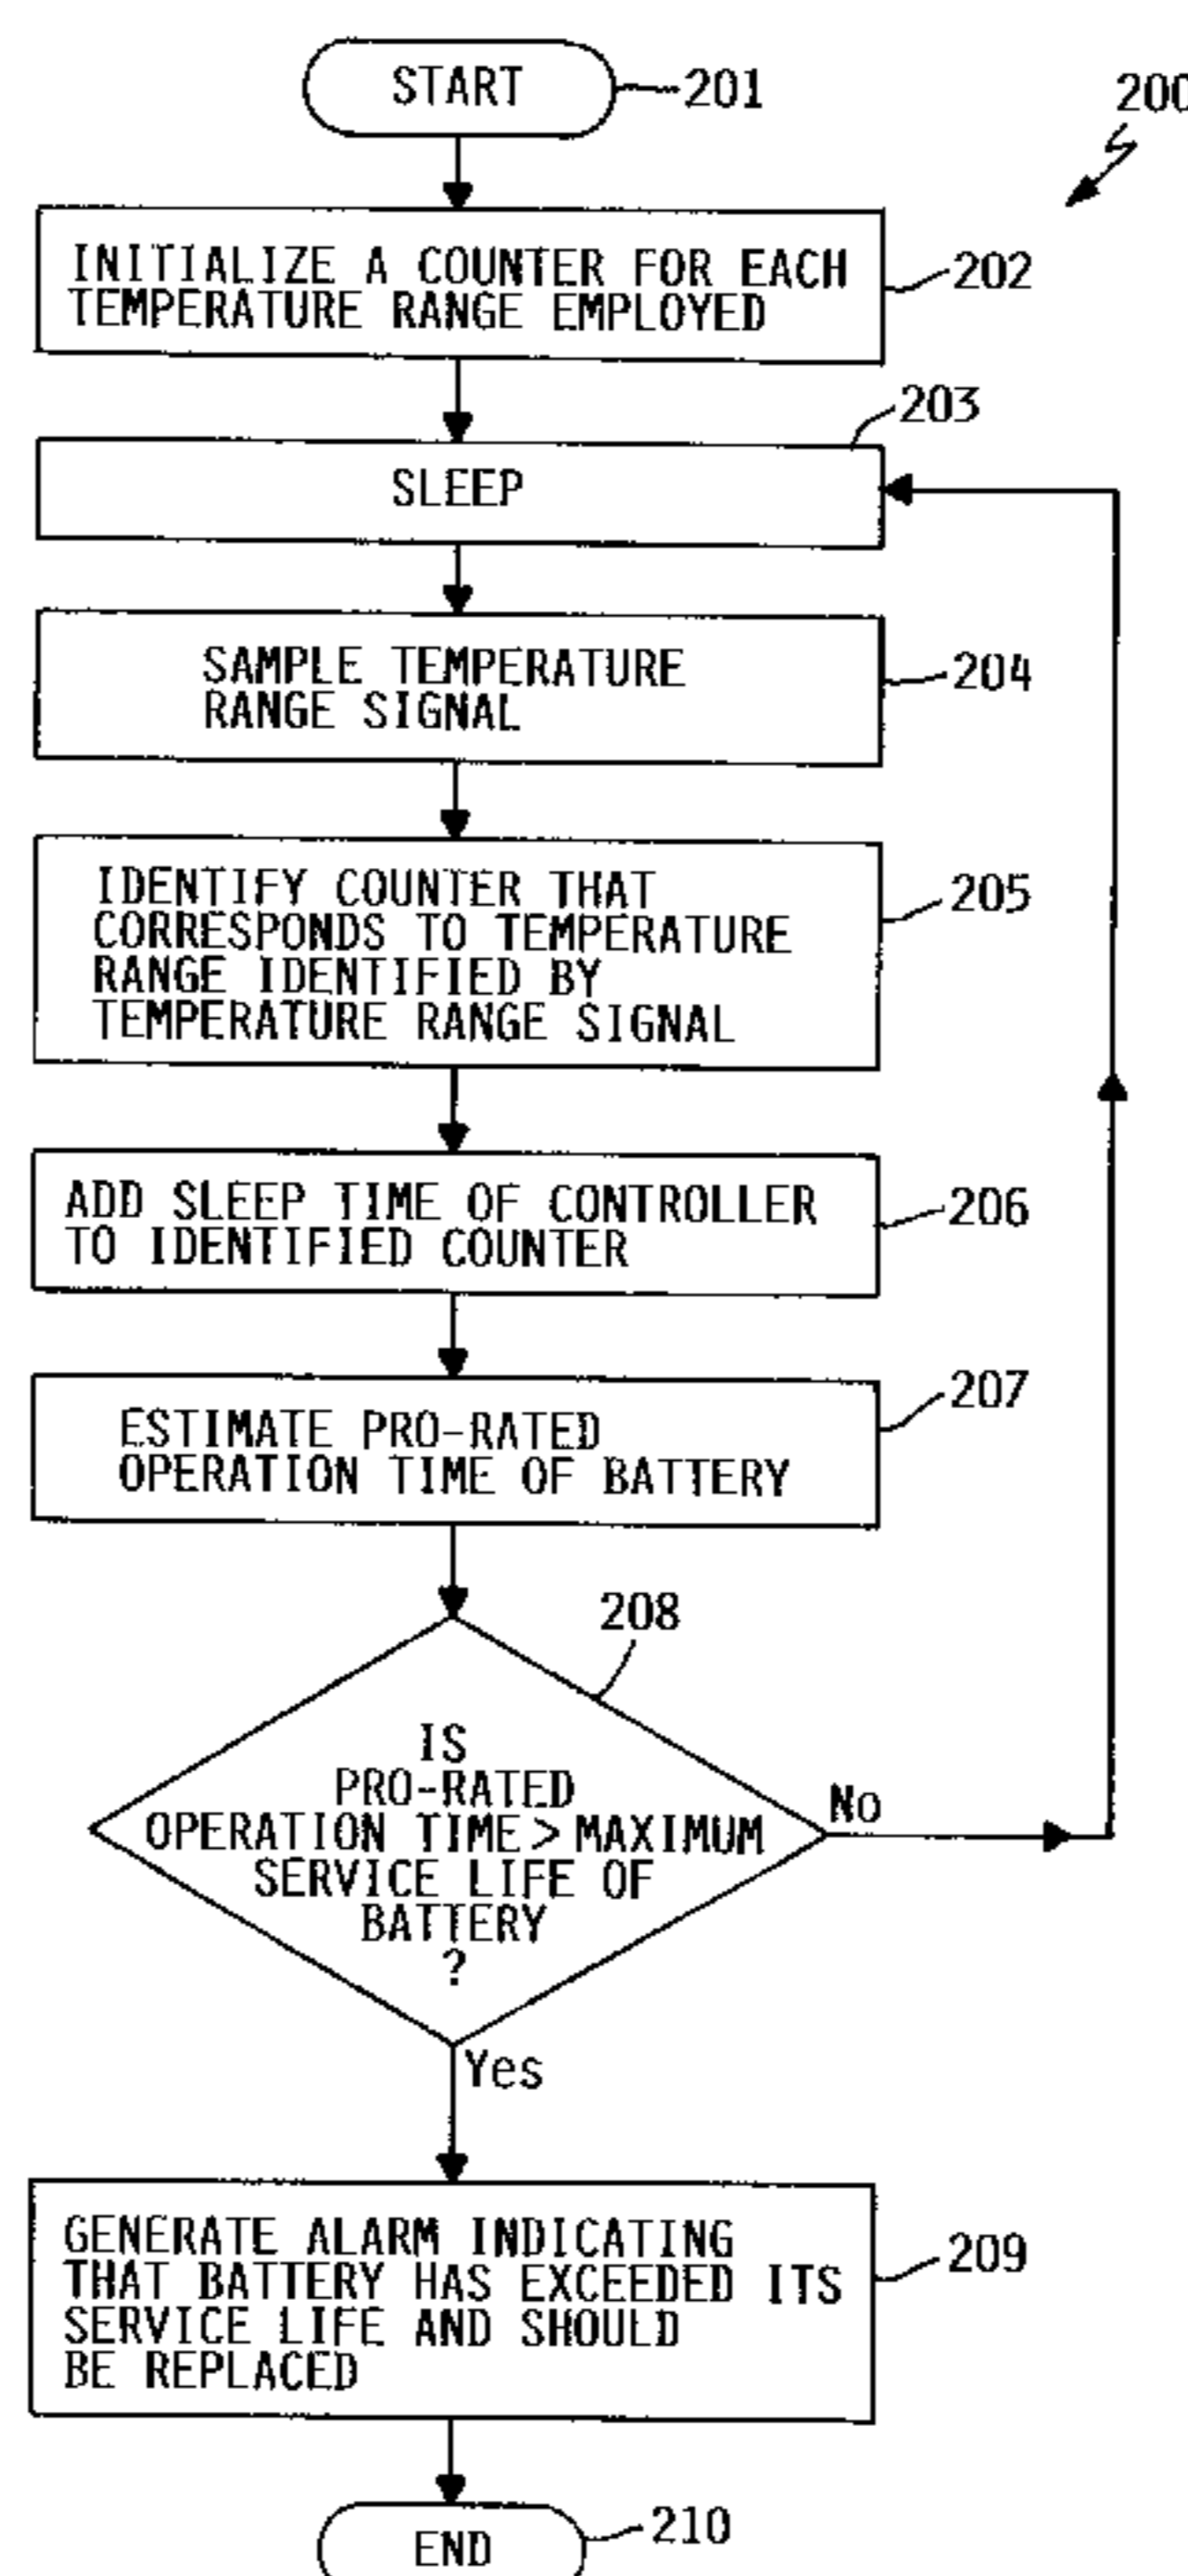 START
201
200
INITIALIZE A COUNTER FOR EACH
TEMPERATURE RANGE EMPLOYED
202
203
SLEEP
SAMPLE TEMPERATURE
RANGE SIGNAL
204
IDENTIFY COUNTER THAT
CORRESPONDS TO TEMPERATURE
RANGE IDENTIFIED BY
TEMPERATURE RANGE SIGNAL
205
ADD SLEEP TIME OF CONTROLLER
TO IDENTIFIED COUNTER
206
ESTIMATE PRO-RATED
OPERATION TIME OF BATTERY
207
208
IS
PRO-RATED
OPERATION TIME > MAXIMUM
SERVICE LIFE OF
BATTERY
?
No
Yes
GENERATE ALARM INDICATING
THAT BATTERY HAS EXCEEDED ITS
SERVICE LIFE AND SHOULD
BE REPLACED
209
END
210